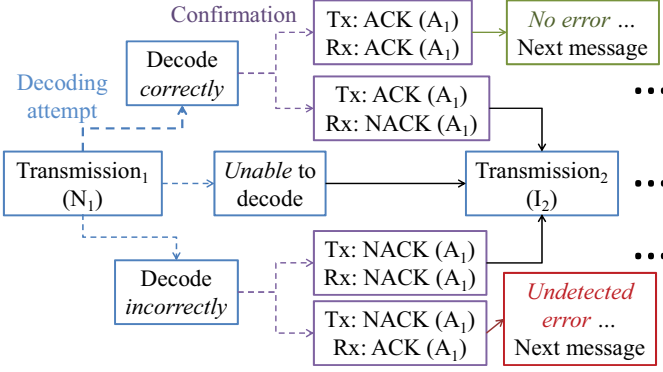 Confirmation
Tx: ACK (A₁)
Rx: ACK (A₁)
No error ...
Next message
Decode
correctly
Decoding
attempt
Tx: ACK (A₁)
Rx: NACK (A₁)
Transmission₁
(N₁)
Unable to
decode
Transmission₂
(I₂)
Decode
incorrectly
Tx: NACK (A₁)
Rx: NACK (A₁)
Tx: NACK (A₁)
Rx: ACK (A₁)
Undetected
error ...
Next message
...
...
...